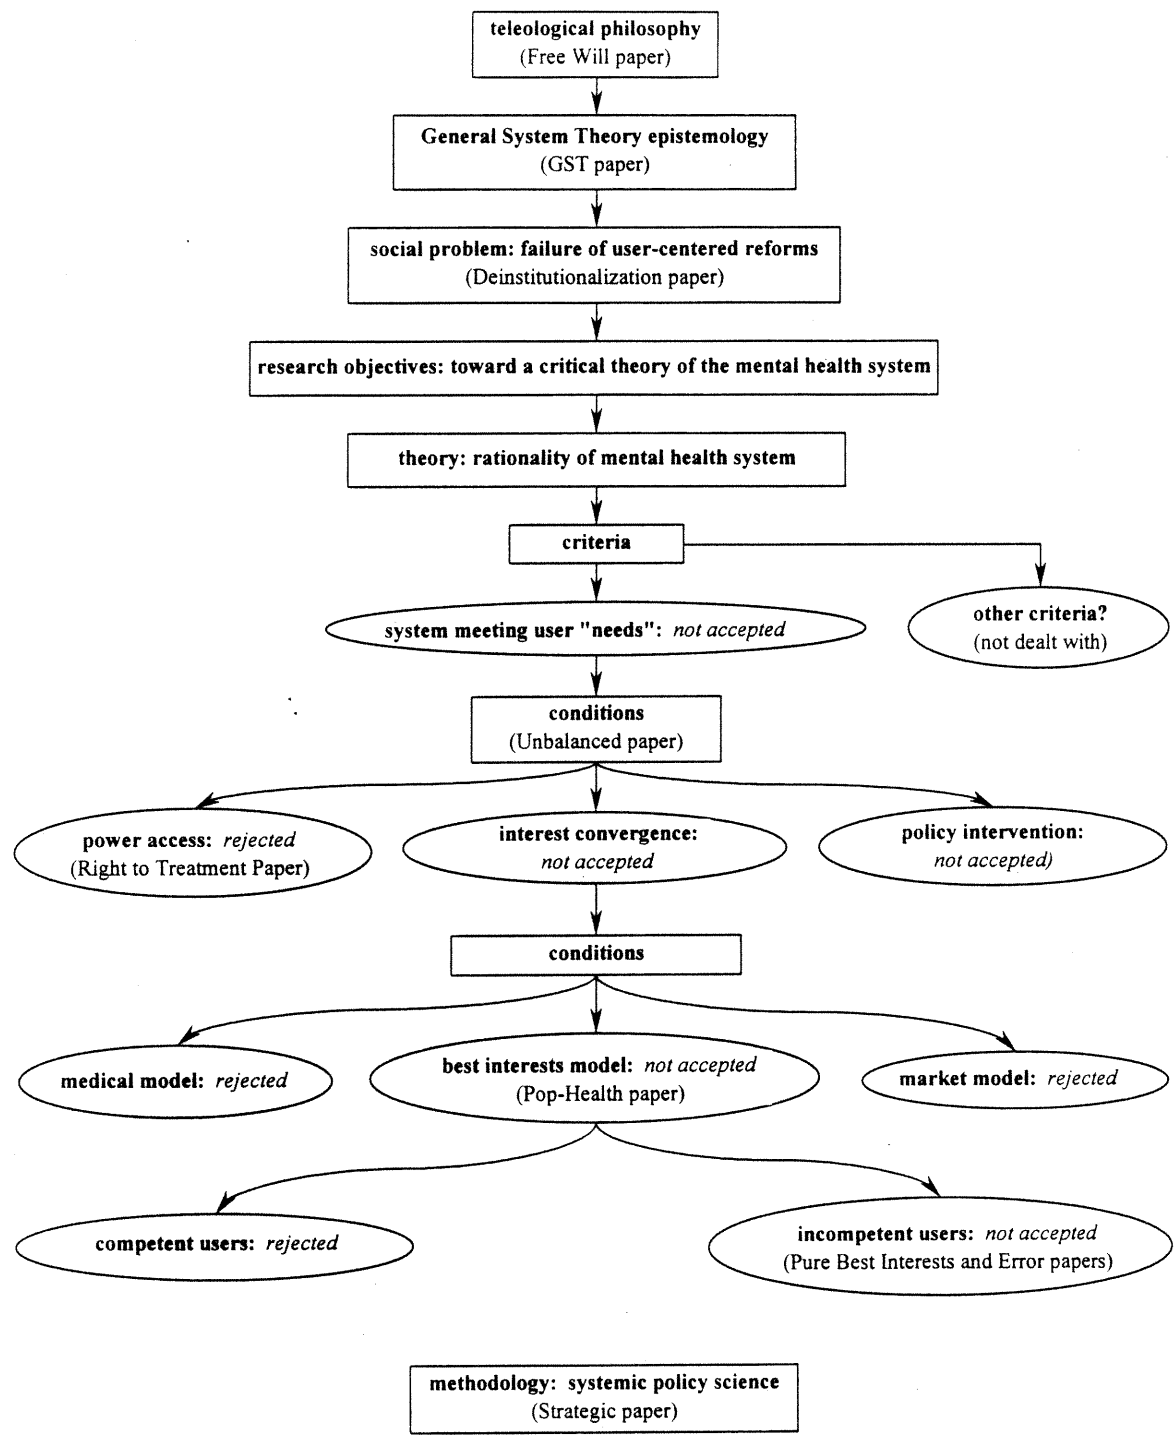 teleological philosophy
(Free Will paper)
General System Theory epistemology
(GST paper)
social problem: failure of user-centered reforms
(Deinstitutionalization paper)
research objectives: toward a critical theory of the mental health system
theory: rationality of mental health system
criteria
other criteria?
(not dealt with)
system meeting user "needs": not accepted
conditions
(Unbalanced paper)
power access: rejected
(Right to Treatment Paper)
interest convergence:
not accepted
policy intervention:
not accepted)
conditions
medical model: rejected
best interests model: not accepted
(Pop-Health paper)
market model: rejected
competent users: rejected
incompetent users: not accepted
(Pure Best Interests and Error papers)
methodology: systemic policy science
(Strategic paper)